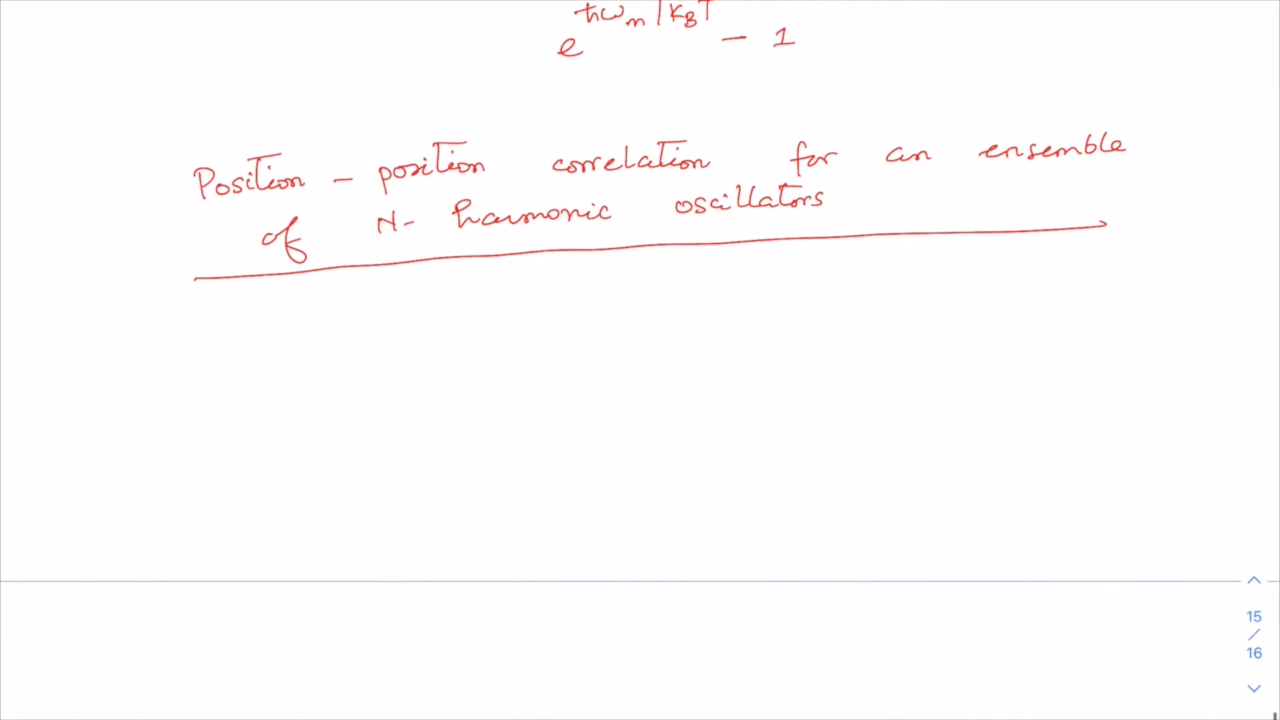 e^{ħω_n/k_BT} - 1
Position - position correlation for an ensemble
of N- harmonic oscillators
15
/
16